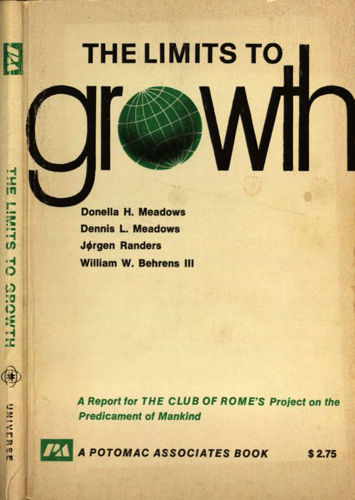 THE LIMITS TO
growth
Donella H. Meadows
Dennis L. Meadows
Jørgen Randers
William W. Behrens III
A Report for THE CLUB OF ROME'S Project on the
Predicament of Mankind
PA A POTOMAC ASSOCIATES BOOK $2.75
PA
THE LIMITS TO GROWTH
UNIVERSE